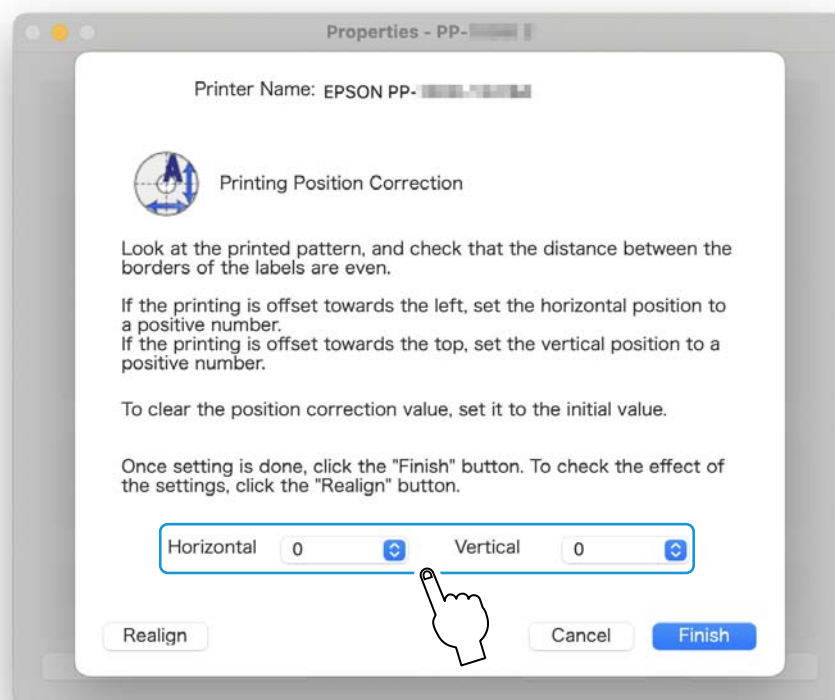 Properties - PP-
Printer Name: EPSON PP-
A
Printing Position Correction
Look at the printed pattern, and check that the distance between the
borders of the labels are even.
If the printing is offset towards the left, set the horizontal position to
a positive number.
If the printing is offset towards the top, set the vertical position to a
positive number.
To clear the position correction value, set it to the initial value.
Once setting is done, click the "Finish" button. To check the effect of
the settings, click the "Realign" button.
Horizontal 0 Vertical 0
Realign Cancel Finish